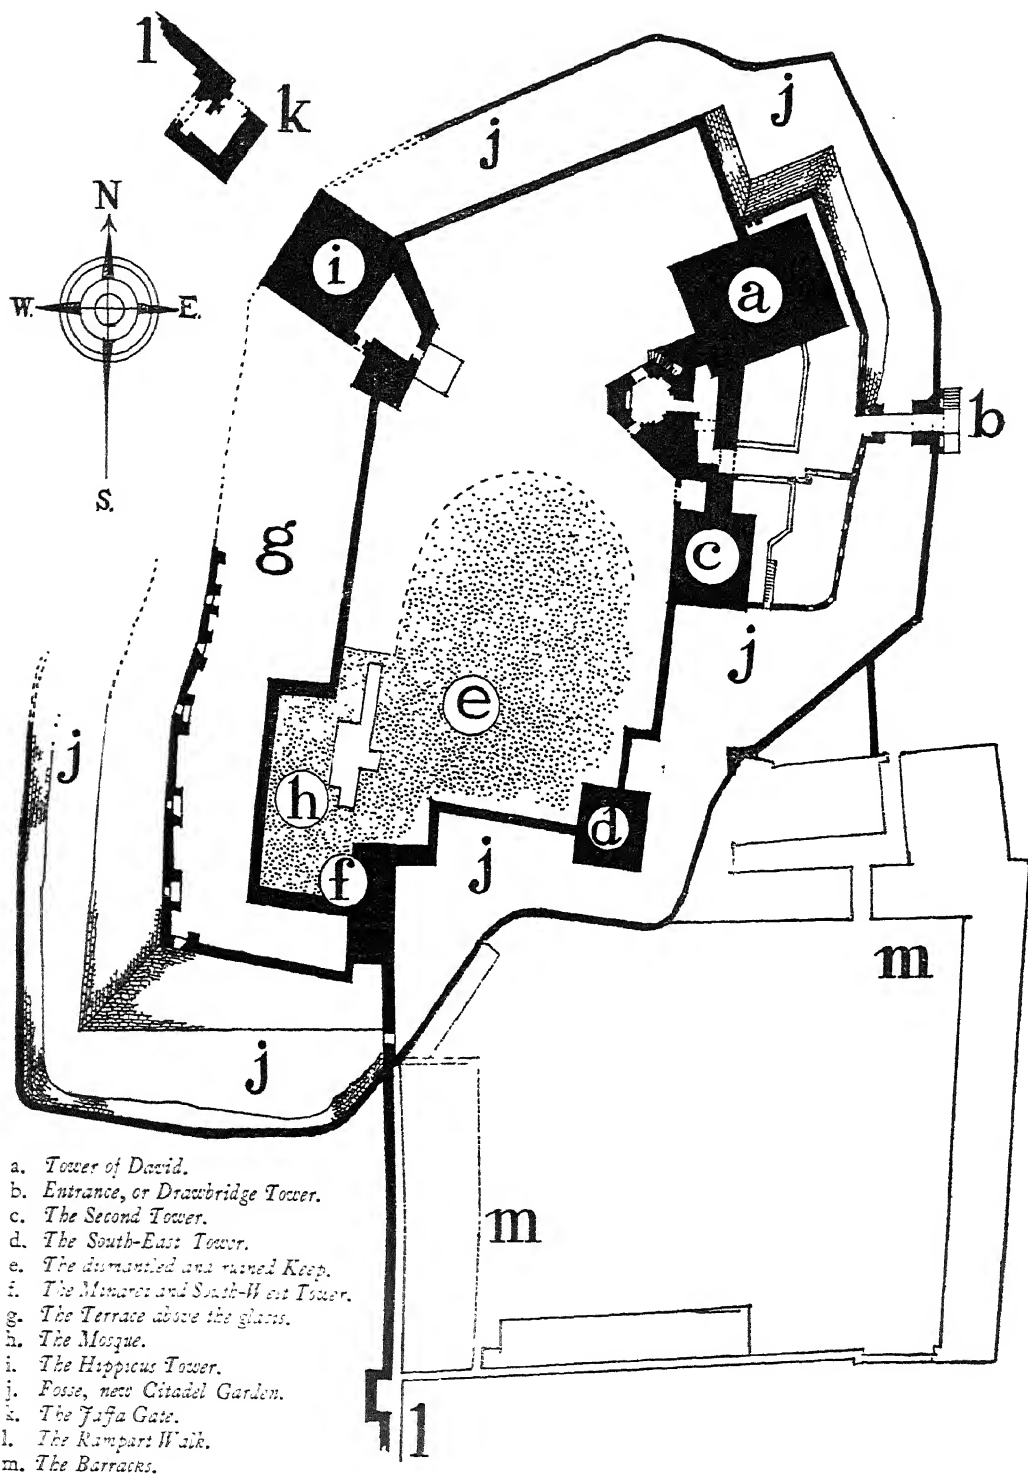 l
k
N
W.
E.
S.
j
j
i
a
b
g
c
j
e
j
h
d
f
j
m
j
m
l
a. Tower of David.
b. Entrance, or Drawbridge Tower.
c. The Second Tower.
d. The South-East Tower.
e. The dismantled and ruined Keep.
f. The Minaret and South-West Tower.
g. The Terrace above the glacis.
h. The Mosque.
i. The Hippicus Tower.
j. Fosse, new Citadel Garden.
k. The Jaffa Gate.
l. The Rampart Walk.
m. The Barracks.